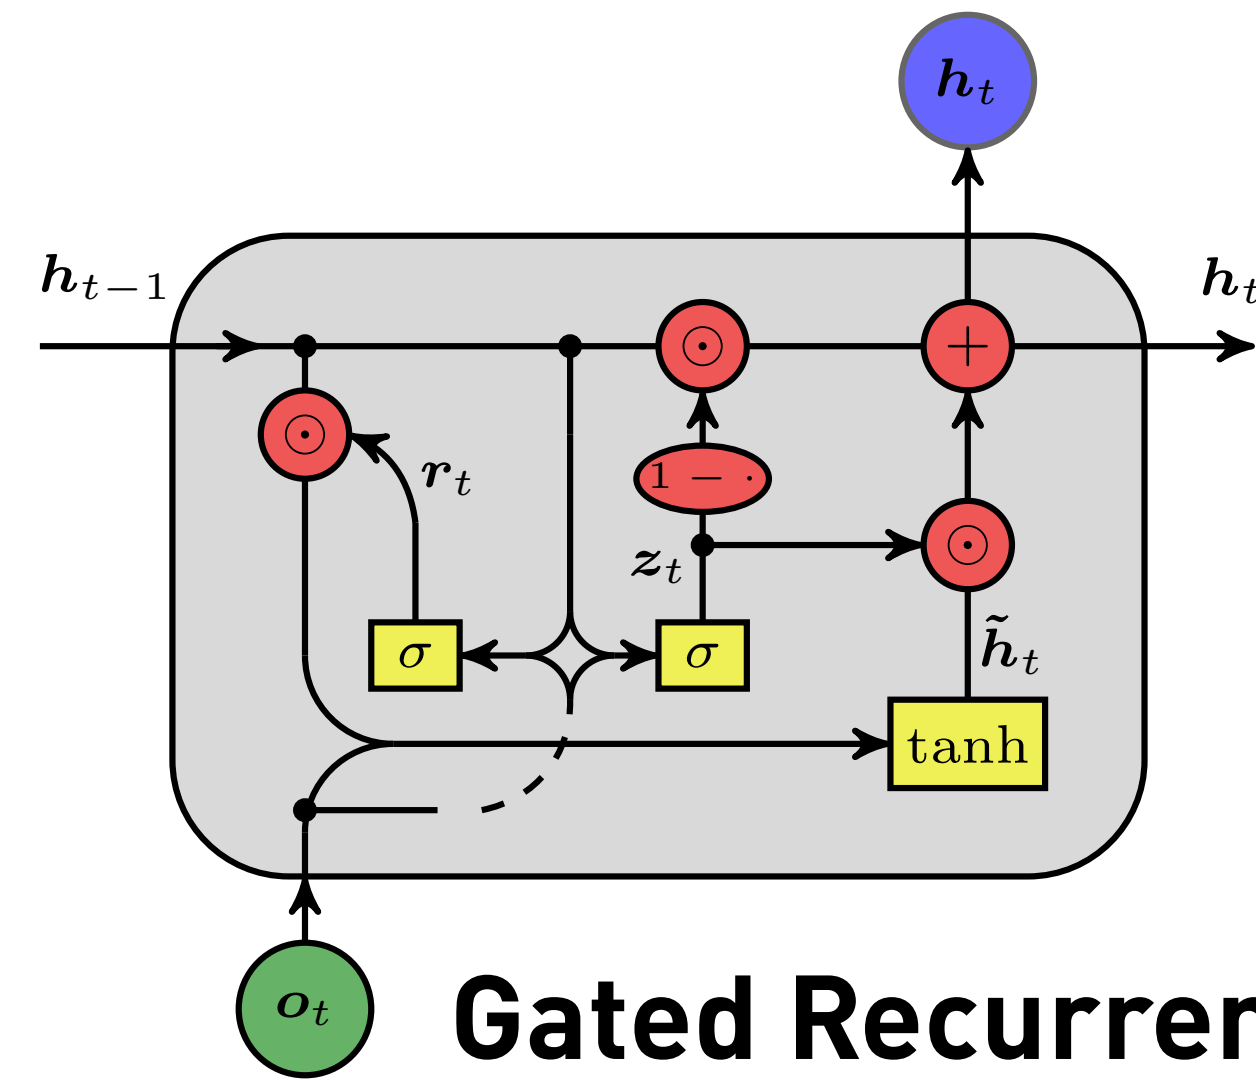 h_t
h_{t-1}
h_t
⊙ +
⊙
r_t
1 − ·
z_t
⊙
σ σ
h̃_t
tanh
o_t
Gated Recurrer